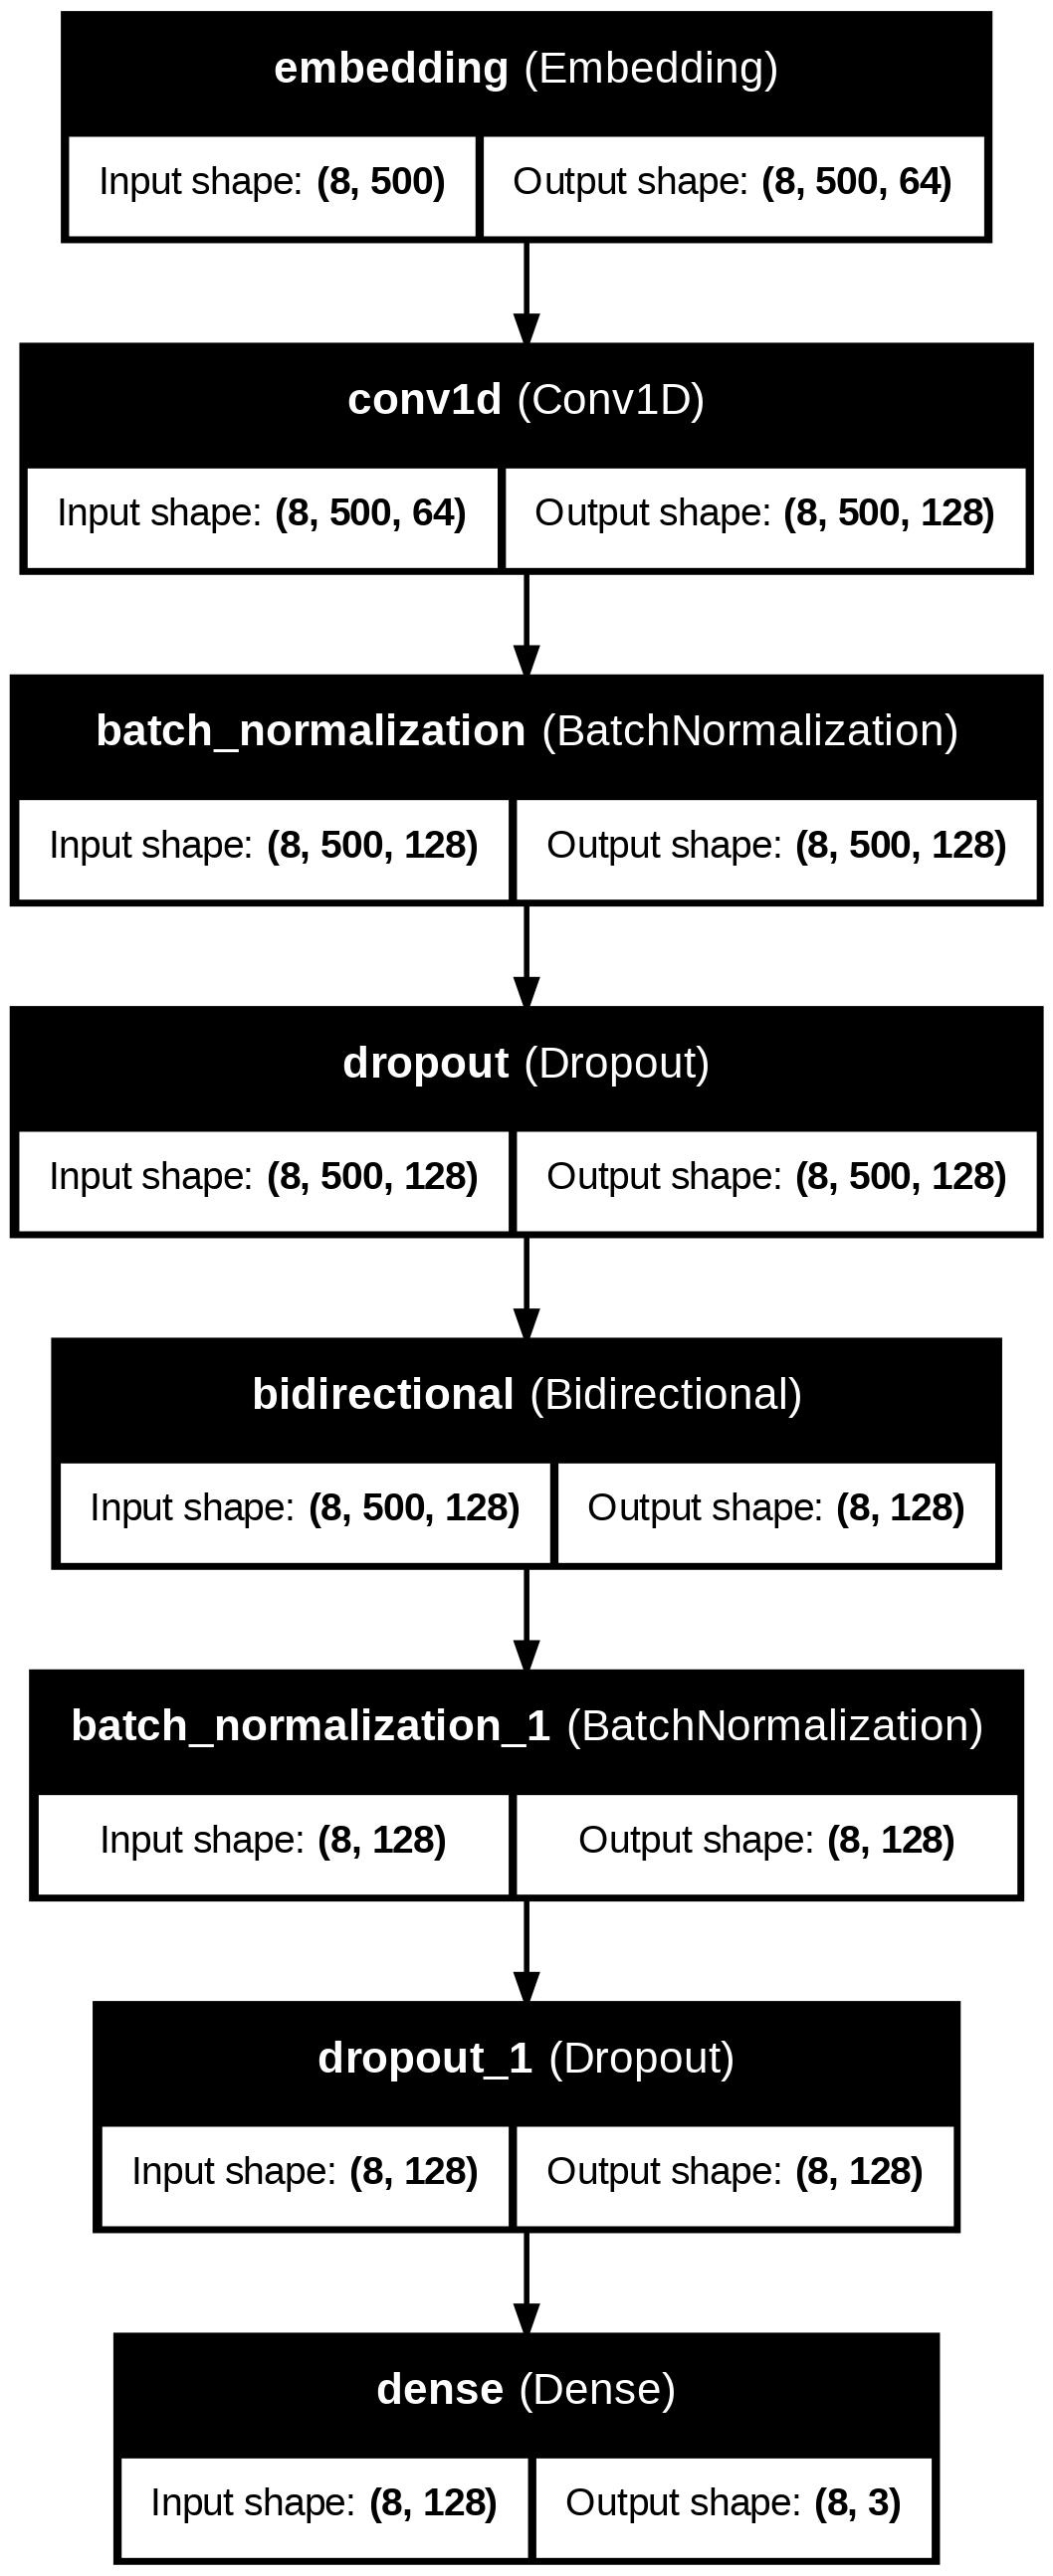 embedding (Embedding)
Input shape: (8, 500) Output shape: (8, 500, 64)
conv1d (Conv1D)
Input shape: (8, 500, 64) Output shape: (8, 500, 128)
batch_normalization (BatchNormalization)
Input shape: (8, 500, 128) Output shape: (8, 500, 128)
dropout (Dropout)
Input shape: (8, 500, 128) Output shape: (8, 500, 128)
bidirectional (Bidirectional)
Input shape: (8, 500, 128) Output shape: (8, 128)
batch_normalization_1 (BatchNormalization)
Input shape: (8, 128) Output shape: (8, 128)
dropout_1 (Dropout)
Input shape: (8, 128) Output shape: (8, 128)
dense (Dense)
Input shape: (8, 128) Output shape: (8, 3)